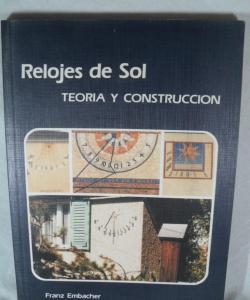 Relojes de Sol
TEORIA Y CONSTRUCCION
Franz Embacher